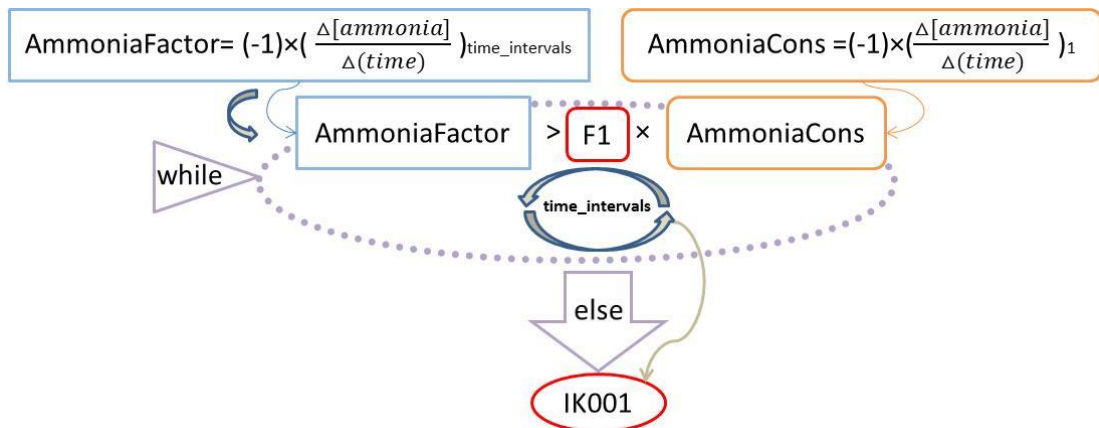 AmmoniaFactor= (-1)×( △[𝑎𝑚𝑚𝑜𝑛𝑖𝑎] / △(𝑡𝑖𝑚𝑒) )time_intervals
AmmoniaCons =(-1)×( △[𝑎𝑚𝑚𝑜𝑛𝑖𝑎] / △(𝑡𝑖𝑚𝑒) )1
AmmoniaFactor > F1 × AmmoniaCons
while
time_intervals
else
IK001